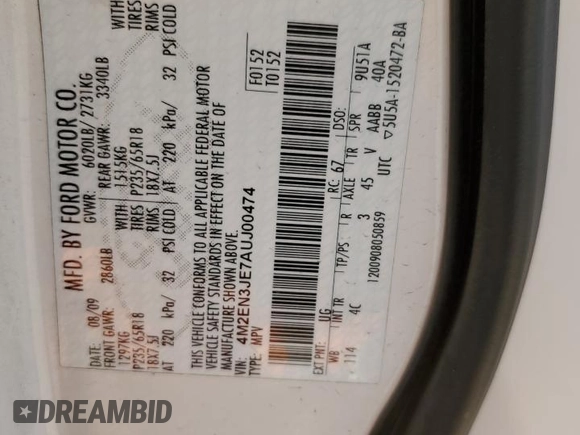 MFD. BY FORD MOTOR CO.
DATE: 08/09 GVWR: 6020LB/ 2731KG
FRONT GAWR: 2860LB REAR GAWR: 3340LB
1297KG 1515KG WITH
P235/65R18 TIRES P235/65R18 TIRES
18X7.5J RIMS 18X7.5J RIMS
AT 220 kPa/ 32 PSI COLD AT 220 kPa/ 32 PSI COLD
THIS VEHICLE CONFORMS TO ALL APPLICABLE FEDERAL MOTOR
VEHICLE SAFETY STANDARDS IN EFFECT ON THE DATE OF
MANUFACTURE SHOWN ABOVE.
VIN: 4M2EN3JE7AUJ00474
TYPE: MPV
F0152
T0152
EXT PNT: UG RC: 67 DSO:
WB INT TR TP/PS R AXLE TR SPR 9U51A
114 4C 3 45 V AABB 40A
1200908050859 UTC ▽5U5A-1520472-BA
DREAMBID